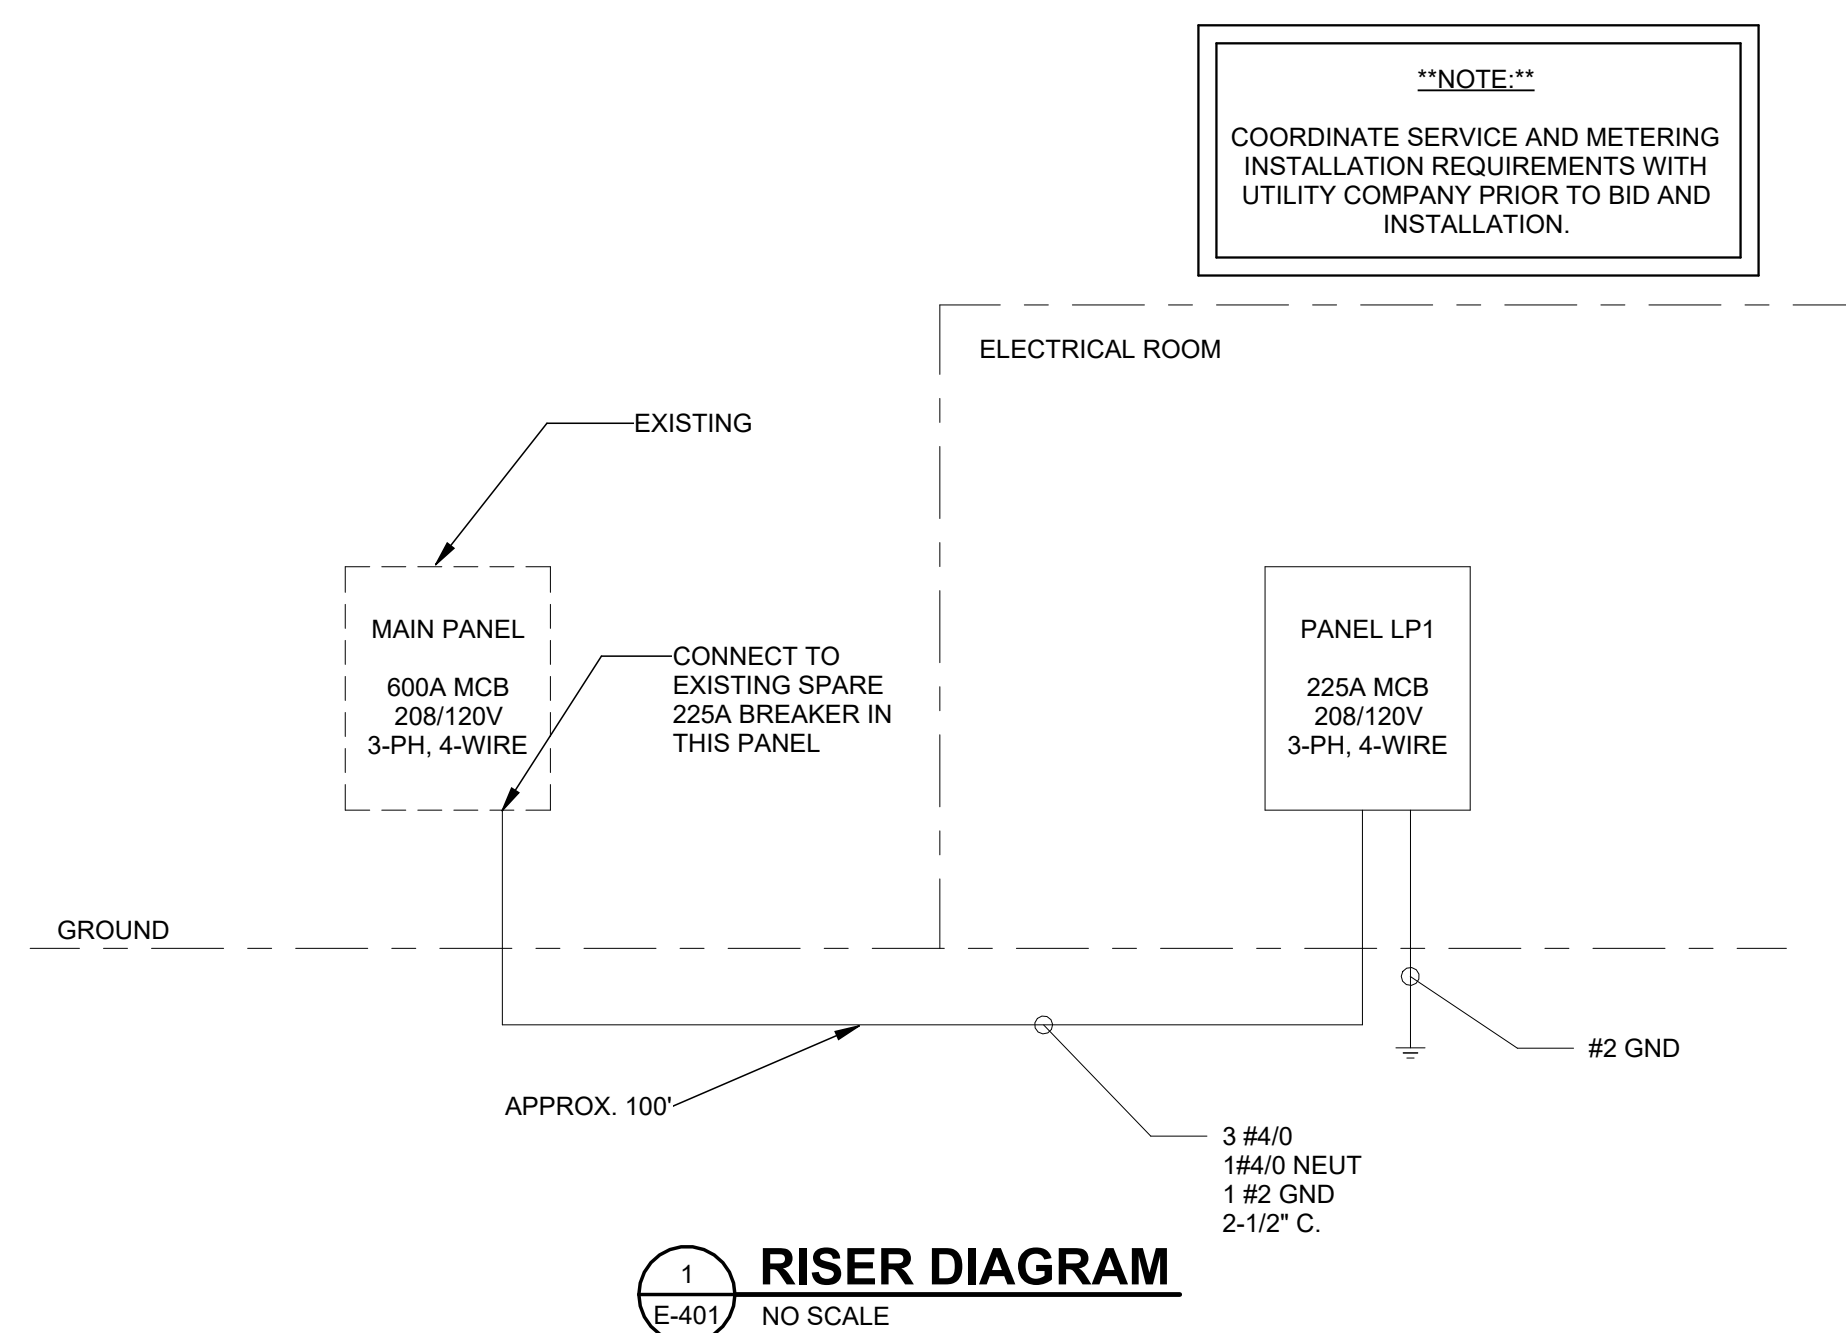 **NOTE:**
COORDINATE SERVICE AND METERING
INSTALLATION REQUIREMENTS WITH
UTILITY COMPANY PRIOR TO BID AND
INSTALLATION.
ELECTRICAL ROOM
EXISTING
MAIN PANEL
600A MCB
208/120V
3-PH, 4-WIRE
CONNECT TO
EXISTING SPARE
225A BREAKER IN
THIS PANEL
PANEL LP1
225A MCB
208/120V
3-PH, 4-WIRE
GROUND
#2 GND
APPROX. 100'
3 #4/0
1#4/0 NEUT
1 #2 GND
2-1/2" C.
1
E-401
RISER DIAGRAM
NO SCALE